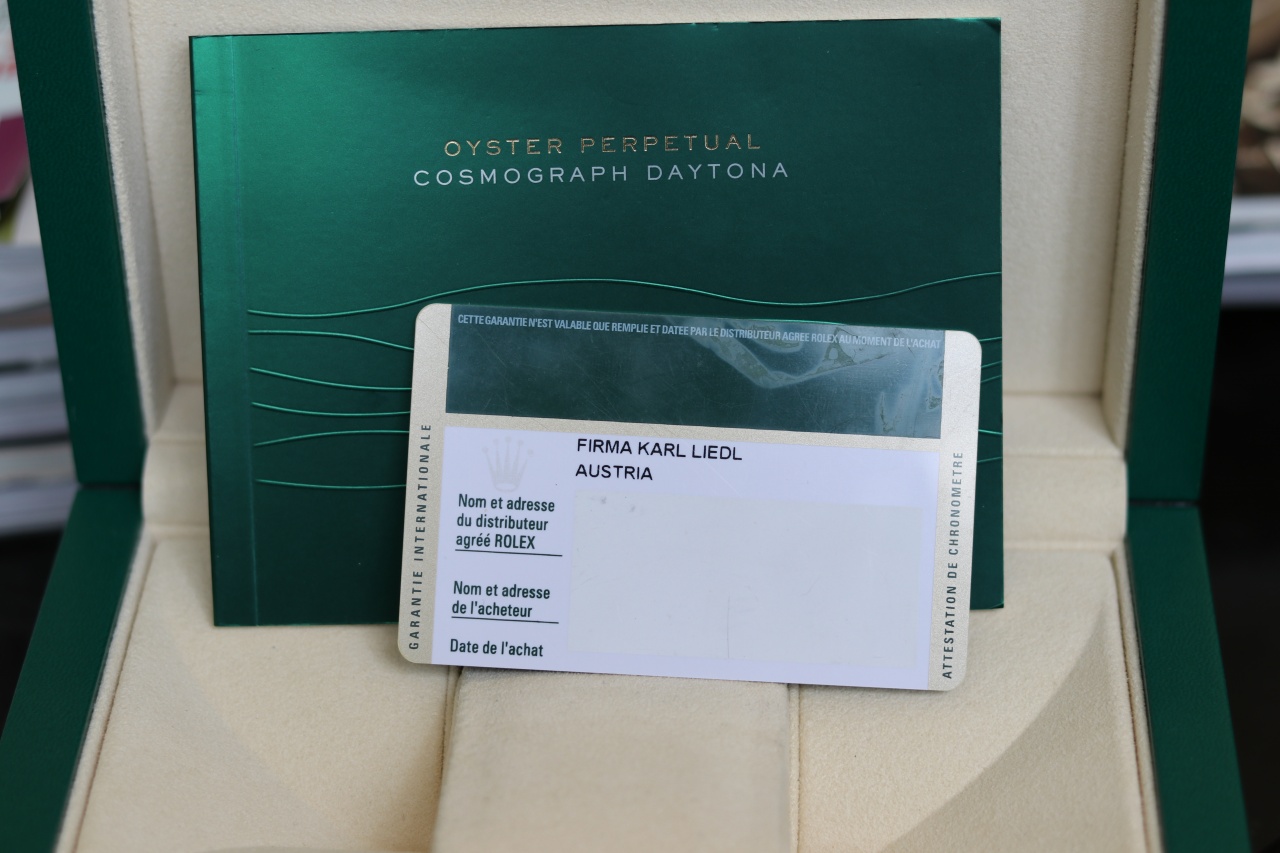 OYSTER PERPETUAL
COSMOGRAPH DAYTONA
CETTE GARANTIE N'EST VALABLE QUE REMPLIE ET DATEE PAR LE DISTRIBUTEUR AGREE ROLEX AU MOMENT DE L'ACHAT
GARANTIE INTERNATIONALE
FIRMA KARL LIEDL
AUSTRIA
Nom et adresse
du distributeur
agréé ROLEX
Nom et adresse
de l'acheteur
Date de l'achat
ATTESTATION DE CHRONOMETRE